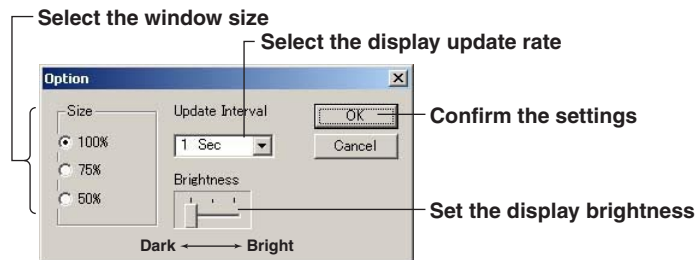 Select the window size
Select the display update rate
Option
Size
100%
75%
50%
Update Interval
1 Sec
Brightness
Dark Bright
OK
Cancel
Confirm the settings
Set the display brightness